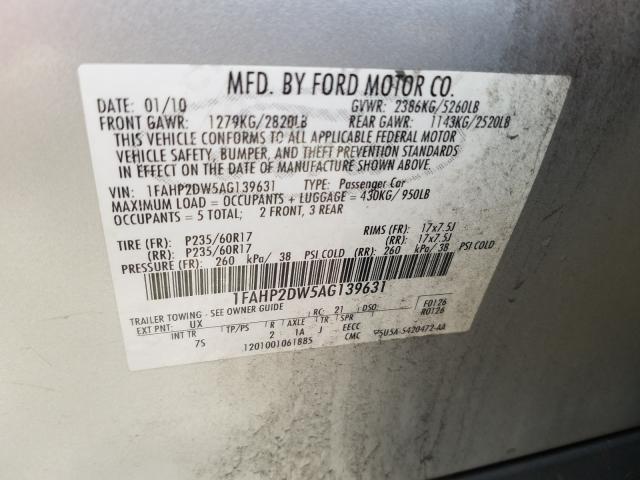 MFD. BY FORD MOTOR CO.
DATE: 01/10 GVWR: 2386KG/5260LB
FRONT GAWR: 1279KG/2820LB REAR GAWR: 1143KG/2520LB
THIS VEHICLE CONFORMS TO ALL APPLICABLE FEDERAL MOTOR
VEHICLE SAFETY, BUMPER, AND THEFT PREVENTION STANDARDS
IN EFFECT ON THE DATE OF MANUFACTURE SHOWN ABOVE.
VIN: 1FAHP2DW5AG139631 TYPE: Passenger Car
MAXIMUM LOAD = OCCUPANTS + LUGGAGE = 430KG/ 950LB
OCCUPANTS: 5 TOTAL; 2 FRONT, 3 REAR
TIRE (FR): P235/60R17 RIMS (FR): 17x7.5J
(RR): P235/60R17 (RR): 17x7.5J
PRESSURE (FR): 260 kPa/ 38 PSI COLD (RR): 260 kPa/ 38 PSI COLD
1FAHP2DW5AG139631
TRAILER TOWING - SEE OWNER GUIDE RC: 21 DSO: F0126
EXT PNT: UX R0126
INT TR TP/PS R AXLE TR SPR EECC
7S 2 1A J CMC
1201001061885 5U5A-5420472-AA